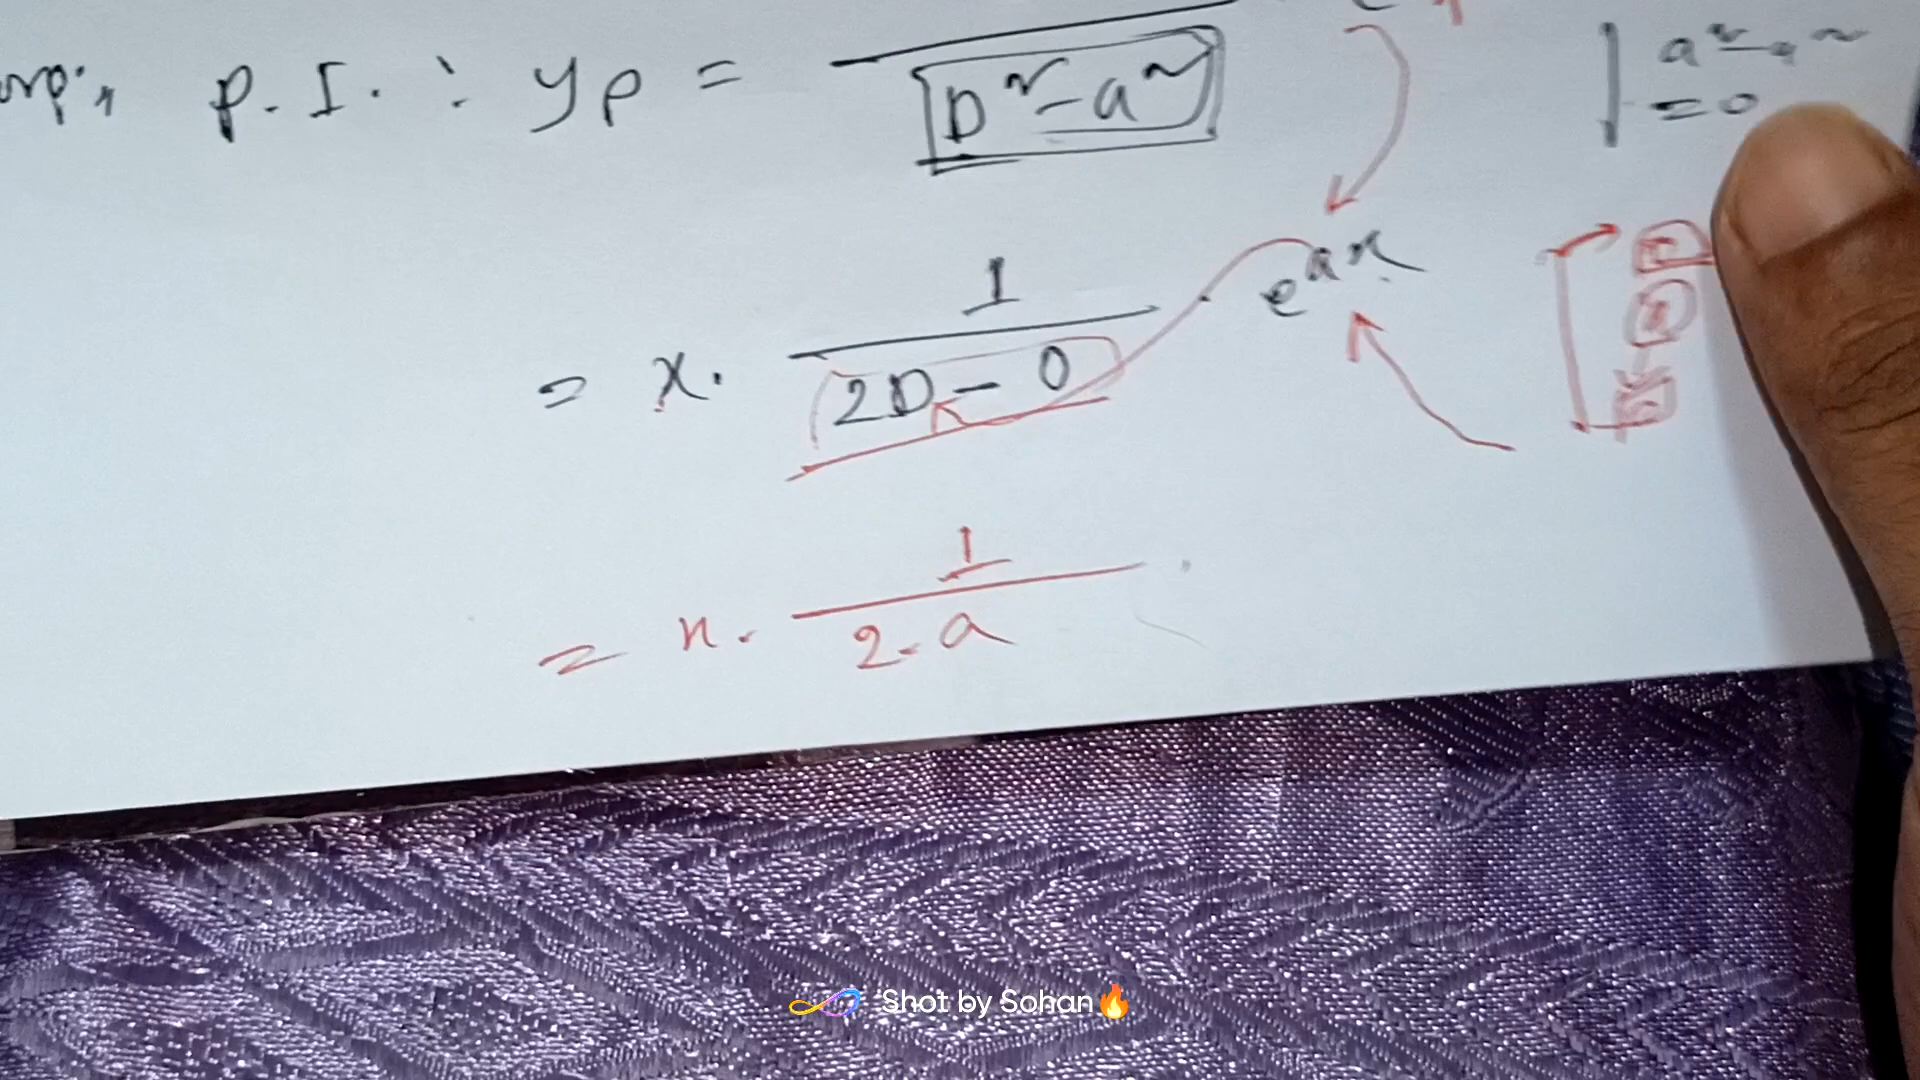 P.I. : yp = ― / [D² - a²]
| a² - a²
= 0
= x. 1 / (2D - 0) . e^ax
= x. 1 / (2.a) .
Shot by Sohan🔥